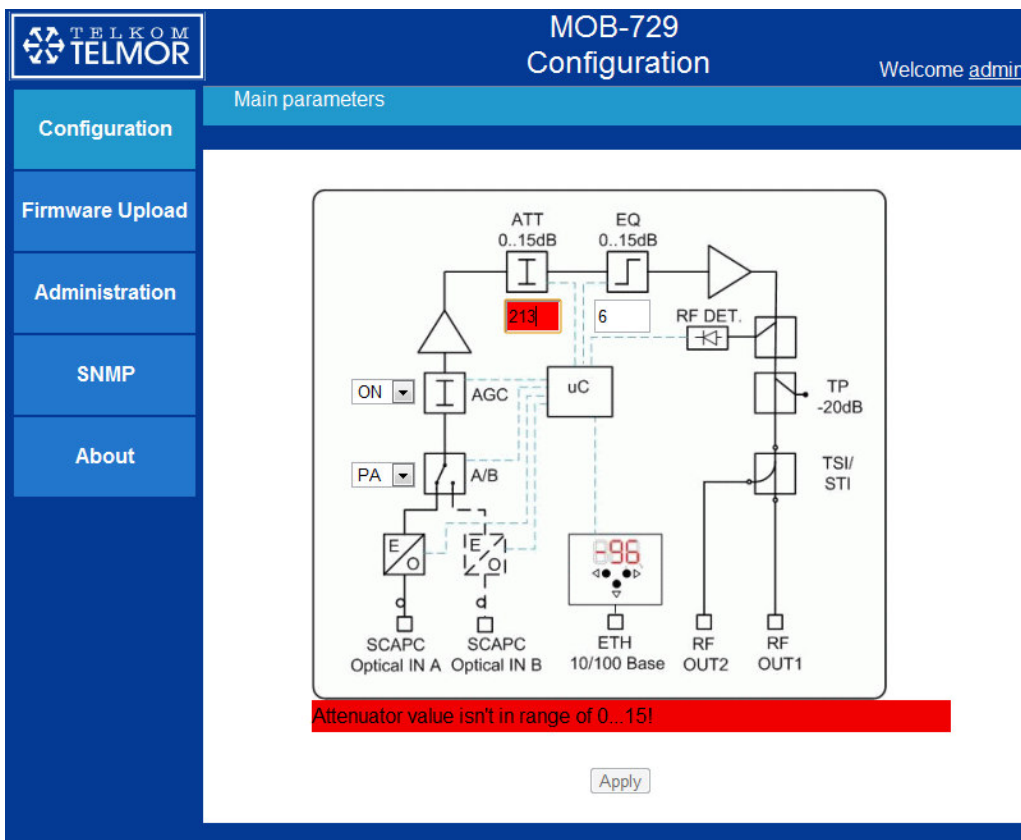 TELKOM
TELMOR
MOB-729
Configuration
Welcome admin
Main parameters
Configuration
Firmware Upload
Administration
SNMP
About
ATT
0..15dB
EQ
0..15dB
213
6
RF DET.
ON
AGC
uC
TP
-20dB
PA
A/B
TSI/
STI
E
O
E
O
-96
SCAPC
Optical IN A
SCAPC
Optical IN B
ETH
10/100 Base
RF
OUT2
RF
OUT1
Attenuator value isn't in range of 0...15!
Apply